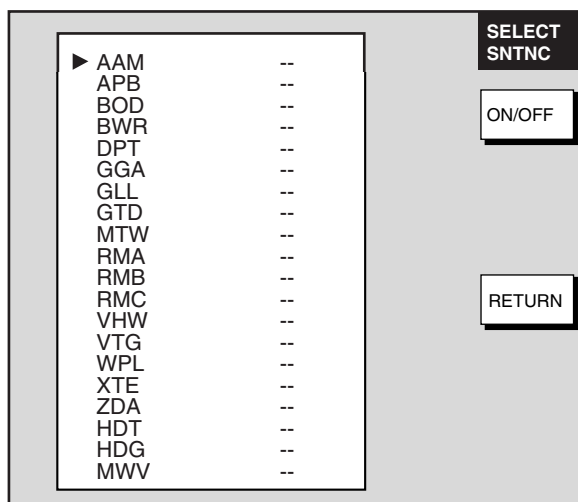 SELECT
SNTNC
▶ AAM --
APB --
BOD --
BWR --
DPT --
GGA --
GLL --
GTD --
MTW --
RMA --
RMB --
RMC --
VHW --
VTG --
WPL --
XTE --
ZDA --
HDT --
HDG --
MWV --
ON/OFF
RETURN